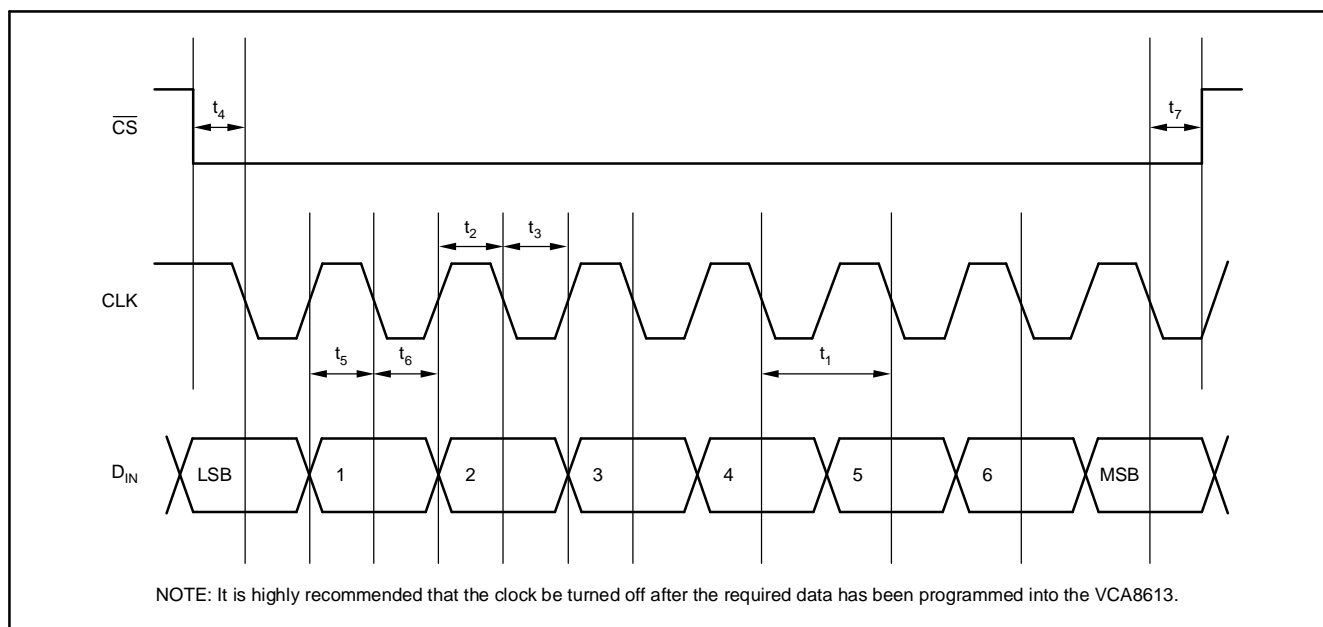 t4
t7
CS
t2
t3
CLK
t5
t6
t1
DIN
LSB
1
2
3
4
5
6
MSB
NOTE: It is highly recommended that the clock be turned off after the required data has been programmed into the VCA8613.